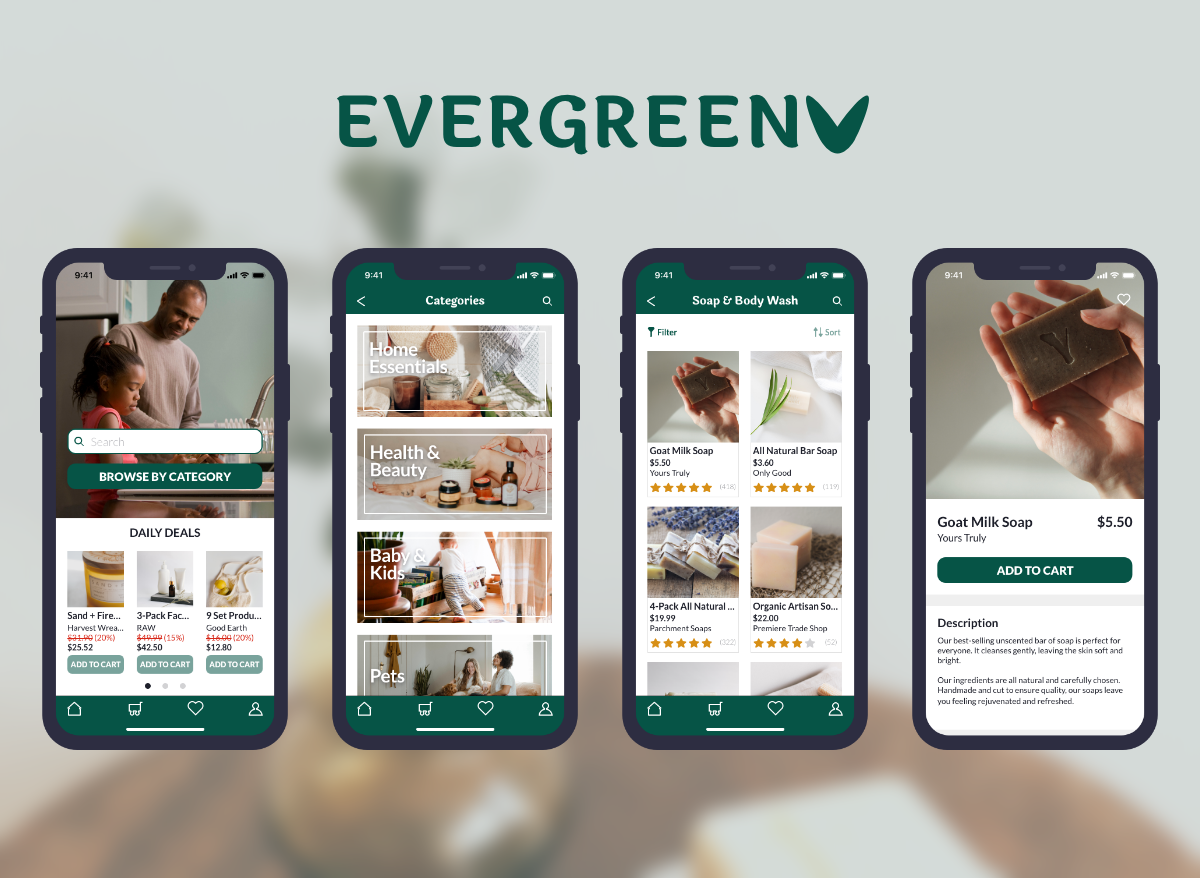 EVERGREEN
9:41
Search
BROWSE BY CATEGORY
DAILY DEALS
Sand + Fire...
Harvest Wrea...
$31.90 (20%)
$25.52
ADD TO CART
3-Pack Fac...
RAW
$49.99 (15%)
$42.50
ADD TO CART
9 Set Produ...
Good Earth
$16.00 (20%)
$12.80
ADD TO CART
9:41
Categories
Home
Essentials
Health &
Beauty
Baby &
Kids
Pets
9:41
Soap & Body Wash
Filter
Sort
Goat Milk Soap
$5.50
Yours Truly
(418)
All Natural Bar Soap
$3.60
Only Good
(119)
4-Pack All Natural ...
$19.99
Parchment Soaps
(322)
Organic Artisan So...
$22.00
Premiere Trade Shop
(52)
9:41
Goat Milk Soap
$5.50
Yours Truly
ADD TO CART
Description
Our best-selling unscented bar of soap is perfect for
everyone. It cleanses gently, leaving the skin soft and
bright.
Our ingredients are all natural and carefully chosen.
Handmade and cut to ensure quality, our soaps leave
you feeling rejuvenated and refreshed.